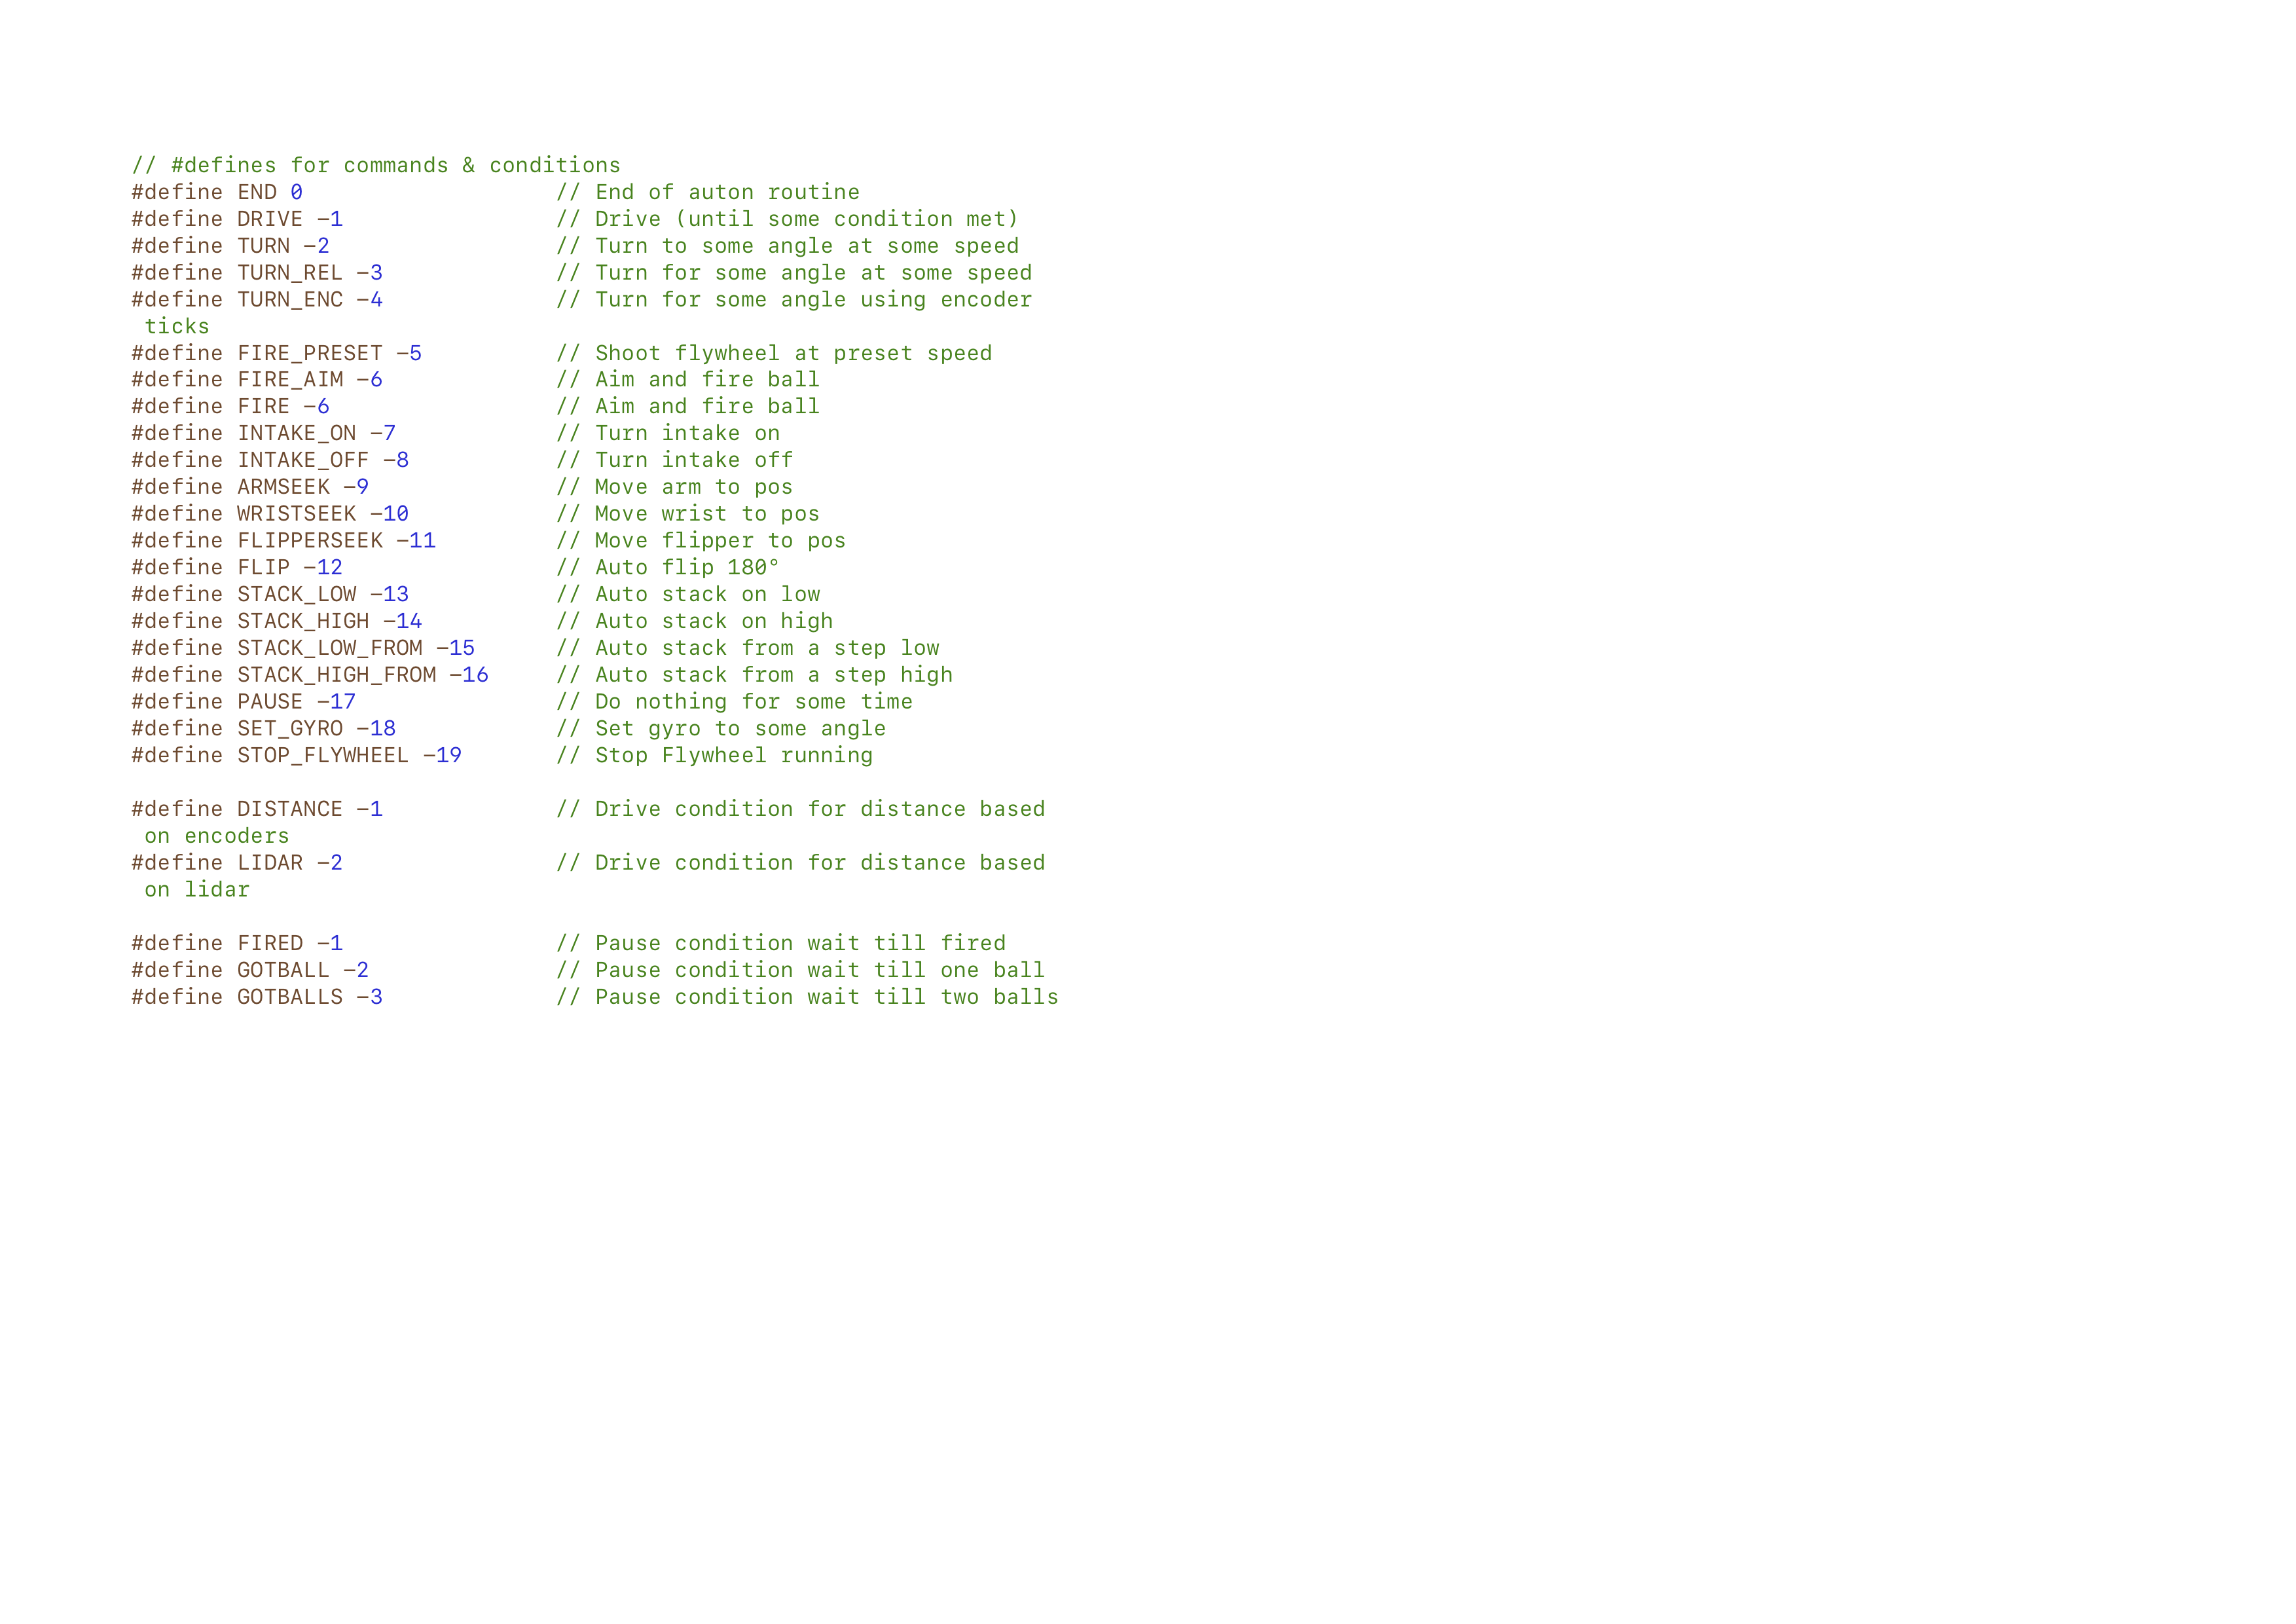 // #defines for commands & conditions
#define END 0 // End of auton routine
#define DRIVE −1 // Drive (until some condition met)
#define TURN −2 // Turn to some angle at some speed
#define TURN_REL −3 // Turn for some angle at some speed
#define TURN_ENC −4 // Turn for some angle using encoder
ticks
#define FIRE_PRESET −5 // Shoot flywheel at preset speed
#define FIRE_AIM −6 // Aim and fire ball
#define FIRE −6 // Aim and fire ball
#define INTAKE_ON −7 // Turn intake on
#define INTAKE_OFF −8 // Turn intake off
#define ARMSEEK −9 // Move arm to pos
#define WRISTSEEK −10 // Move wrist to pos
#define FLIPPERSEEK −11 // Move flipper to pos
#define FLIP −12 // Auto flip 180°
#define STACK_LOW −13 // Auto stack on low
#define STACK_HIGH −14 // Auto stack on high
#define STACK_LOW_FROM −15 // Auto stack from a step low
#define STACK_HIGH_FROM −16 // Auto stack from a step high
#define PAUSE −17 // Do nothing for some time
#define SET_GYRO −18 // Set gyro to some angle
#define STOP_FLYWHEEL −19 // Stop Flywheel running
#define DISTANCE −1 // Drive condition for distance based
on encoders
#define LIDAR −2 // Drive condition for distance based
on lidar
#define FIRED −1 // Pause condition wait till fired
#define GOTBALL −2 // Pause condition wait till one ball
#define GOTBALLS −3 // Pause condition wait till two balls